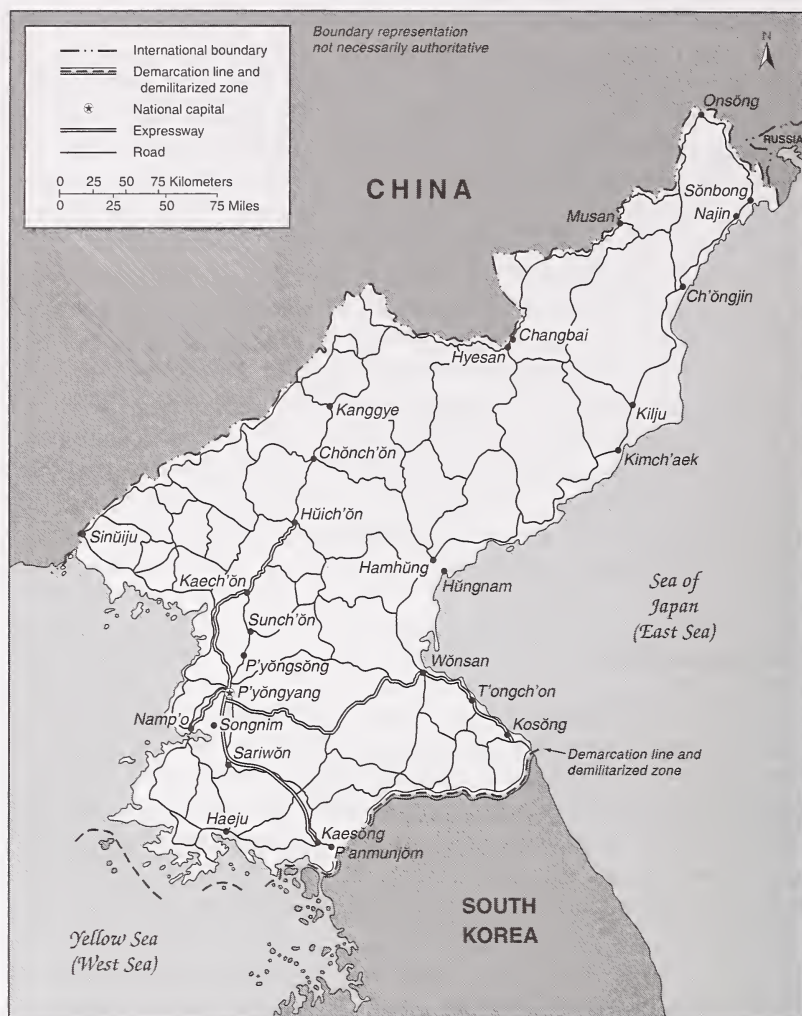 Boundary representation
not necessarily authoritative
N
International boundary
Demarcation line and
demilitarized zone
National capital
Expressway
Road
0 25 50 75 Kilometers
0 25 50 75 Miles
CHINA
RUSSIA
Onsŏng
Sŏnbong
Musan
Najin
Ch'ŏngjin
Changbai
Hyesan
Kanggye
Kilju
Chŏnch'ŏn
Kimch'aek
Hŭich'ŏn
Sinŭiju
Hamhŭng
Hŭngnam
Kaech'ŏn
Sea of
Japan
(East Sea)
Sunch'ŏn
P'yŏngsŏng
Wŏnsan
P'yŏngyang
T'ongch'on
Namp'o
Songnim
Kosŏng
Sariwŏn
Demarcation line and
demilitarized zone
Haeju
Kaesŏng
P'anmunjŏm
SOUTH
KOREA
Yellow Sea
(West Sea)